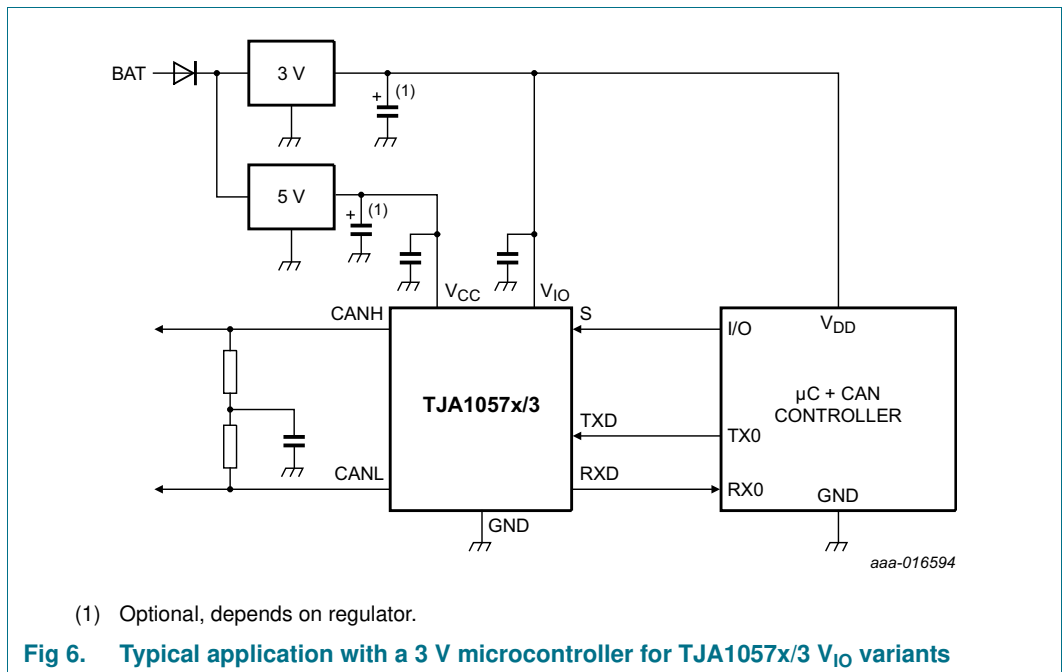 BAT
3 V
+
(1)
5 V
+
(1)
VCC
VIO
CANH
S
I/O
VDD
TJA1057x/3
µC + CAN
CONTROLLER
TXD
TX0
CANL
RXD
RX0
GND
GND
aaa-016594
(1) Optional, depends on regulator.
Fig 6. Typical application with a 3 V microcontroller for TJA1057x/3 VIO variants